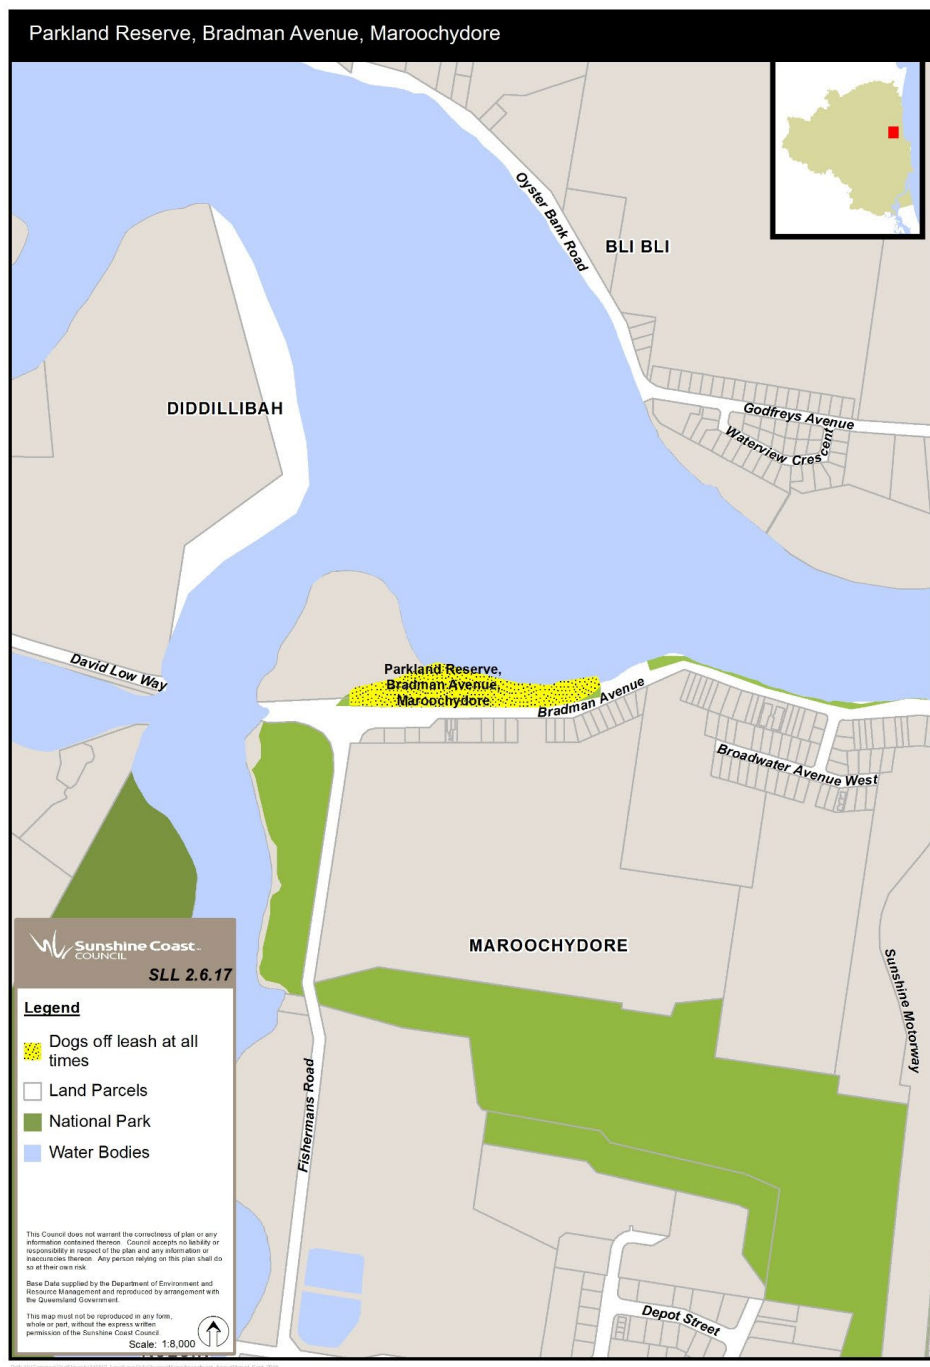 Parkland Reserve, Bradman Avenue, Maroochydore
Oyster Bank Road
BLI BLI
DIDDILLIBAH
Godfreys Avenue
Waterview Crescent
David Low Way
Parkland Reserve,
Bradman Avenue,
Maroochydore
Bradman Avenue
Broadwater Avenue West
MAROOCHYDORE
Sunshine Motorway
Fishermans Road
Depot Street
Sunshine Coast
COUNCIL
SLL 2.6.17
Legend
Dogs off leash at all
times
Land Parcels
National Park
Water Bodies
This Council does not warrant the correctness of plan or any
information contained thereon. Council accepts no liability or
responsibility in respect of the plan and any information or
inaccuracies thereon. Any person relying on this plan shall do
so at their own risk
Base Data supplied by the Department of Environment and
Resource Management and reproduced by arrangement with
the Queensland Government.
This map must not be reproduced in any form,
whole or part, without the express written
permission of the Sunshine Coast Council
Scale: 1:8,000